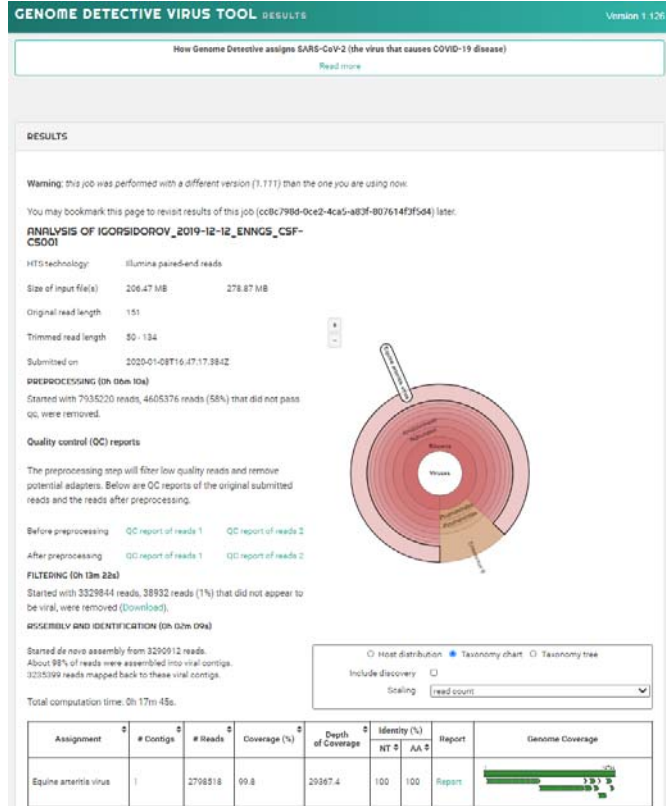 GENOME DETECTIVE VIRUS TOOL RESULTS
Version 1.126
How Genome Detective assigns SARS-CoV-2 (the virus that causes COVID-19 disease)
Read more
RESULTS
Warning: this job was performed with a different version (1.111) than the one you are using now.
You may bookmark this page to revisit results of this job (cc8c798d-0ce2-4ca5-a83f-807614f3f5d4) later.
ANALYSIS OF IGORSIDOROV_2019-12-12_ENNGS_CSF-
C5001
HTS technology: Illumina paired-end reads
Size of input file(s) 206.47 MB 278.87 MB
Original read length 151
Trimmed read length 50 - 134
Submitted on 2020-01-08T16:47:17.384Z
PREPROCESSING (0h 06m 10s)
Started with 7935220 reads, 4605376 reads (58%) that did not pass
qc, were removed.
Quality control (QC) reports
The preprocessing step will filter low quality reads and remove
potential adapters. Below are QC reports of the original submitted
reads and the reads after preprocessing.
Before preprocessing QC report of reads 1 QC report of reads 2
After preprocessing QC report of reads 1 QC report of reads 2
FILTERING (0h 13m 22s)
Started with 3329844 reads, 38932 reads (1%) that did not appear to
be viral, were removed (Download).
ASSEMBLY AND IDENTIFICATION (0h 02m 09s)
Started de novo assembly from 3290912 reads.
About 98% of reads were assembled into viral contigs.
3235399 reads mapped back to these viral contigs.
Total computation time: 0h 17m 45s.
+
-
Equine arteritis virus
Viruses
Host distribution Taxonomy chart Taxonomy tree
Include discovery
Scaling read count
Assignment # Contigs # Reads Coverage (%) Depth of Coverage Identity (%) NT AA Report Genome Coverage
Equine arteritis virus 1 2798518 99.8 29367.4 100 100 Report